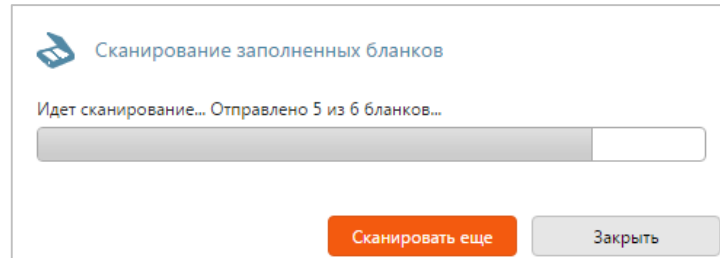 Сканирование заполненных бланков
Идет сканирование... Отправлено 5 из 6 бланков...
Сканировать еще
Закрыть